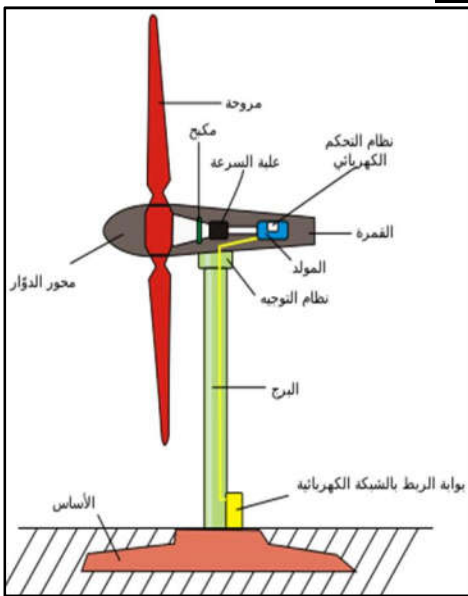 مروحة
مكبح
نظام التحكم
الكهربائي
علبة السرعة
القمرة
محور الدوّار
المولد
نظام التوجيه
البرج
بوابة الربط بالشبكة الكهربائية
الأساس